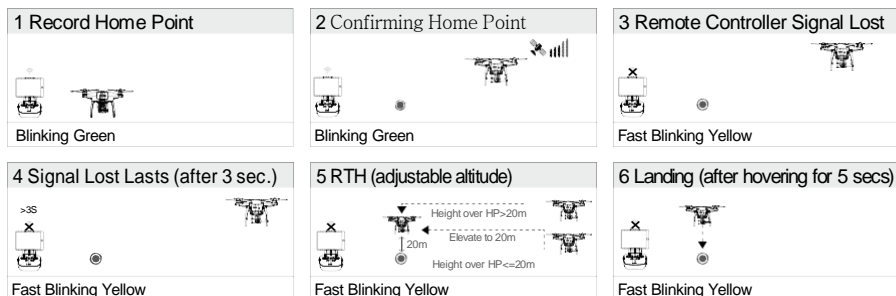 1 Record Home Point
Blinking Green
2 Confirming Home Point
Blinking Green
3 Remote Controller Signal Lost
Fast Blinking Yellow
4 Signal Lost Lasts (after 3 sec.)
>3S
Fast Blinking Yellow
5 RTH (adjustable altitude)
Height over HP>20m
Elevate to 20m
20m
Height over HP<=20m
Fast Blinking Yellow
6 Landing (after hovering for 5 secs)
Fast Blinking Yellow